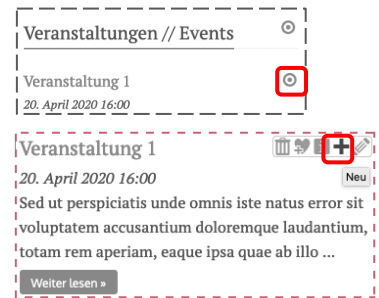 Veranstaltungen // Events
Veranstaltung 1
20. April 2020 16:00
Veranstaltung 1
20. April 2020 16:00
Neu
Sed ut perspiciatis unde omnis iste natus error sit
voluptatem accusantium doloremque laudantium,
totam rem aperiam, eaque ipsa quae ab illo ...
Weiter lesen »